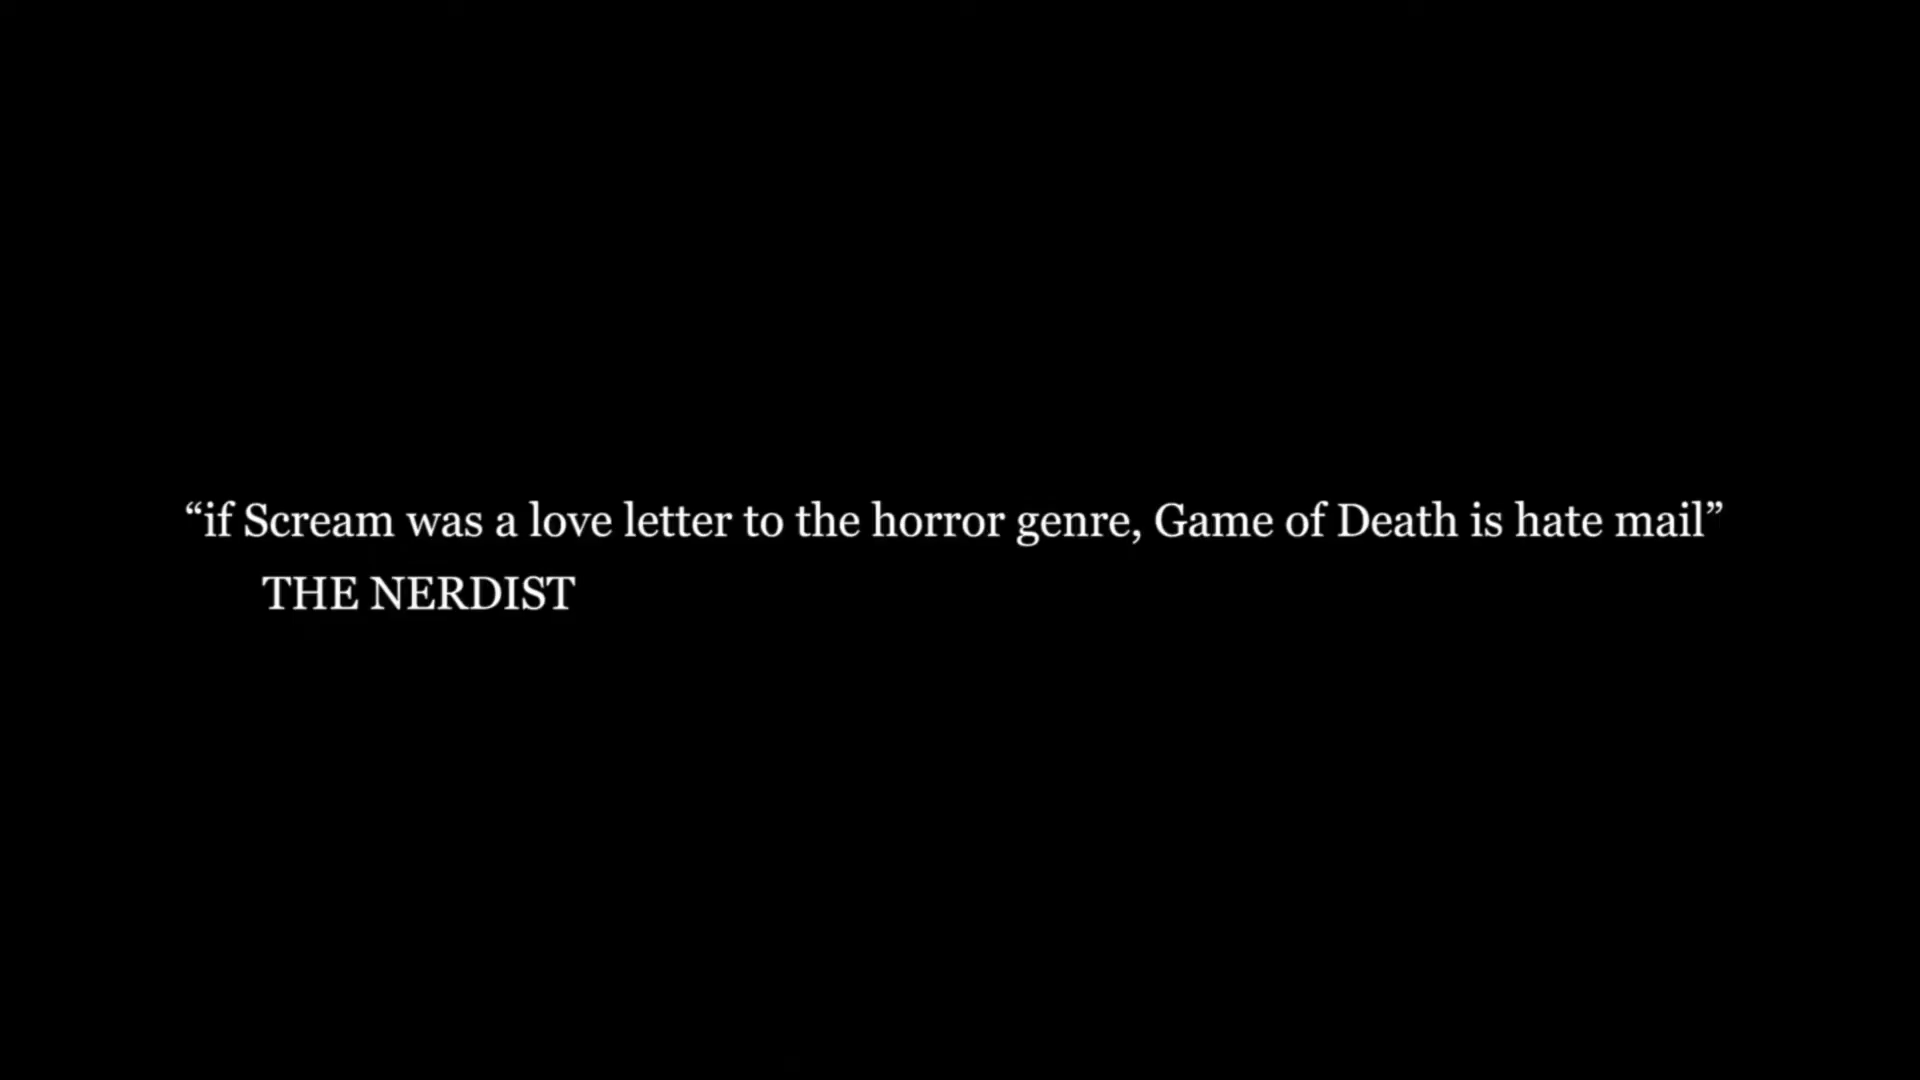 “if Scream was a love letter to the horror genre, Game of Death is hate mail”
THE NERDIST